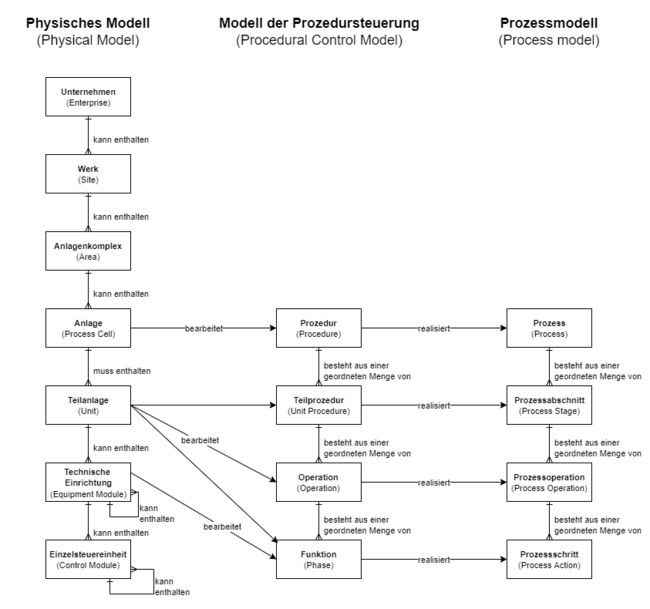 Physisches Modell
(Physical Model)
Modell der Prozedursteuerung
(Procedural Control Model)
Prozessmodell
(Process model)
Unternehmen
(Enterprise)
kann enthalten
Werk
(Site)
kann enthalten
Anlagenkomplex
(Area)
kann enthalten
Anlage
(Process Cell)
bearbeitet
Prozedur
(Procedure)
realisiert
Prozess
(Process)
muss enthalten
besteht aus einer
geordneten Menge von
besteht aus einer
geordneten Menge von
Teilanlage
(Unit)
Teilprozedur
(Unit Procedure)
realisiert
Prozessabschnitt
(Process Stage)
bearbeitet
kann enthalten
besteht aus einer
geordneten Menge von
besteht aus einer
geordneten Menge von
Technische
Einrichtung
(Equipment Module)
kann
enthalten
Operation
(Operation)
realisiert
Prozessoperation
(Process Operation)
bearbeitet
kann enthalten
besteht aus einer
geordneten Menge von
besteht aus einer
geordneten Menge von
Einzelsteuereinheit
(Control Module)
kann
enthalten
Funktion
(Phase)
realisiert
Prozessschritt
(Process Action)